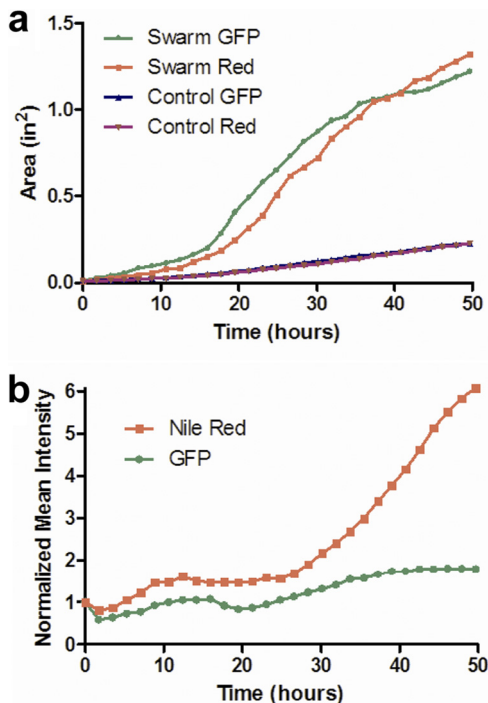 a
Swarm GFP
Swarm Red
Control GFP
Control Red
Area (in²)
1.5
1.0
0.5
0.0
0 10 20 30 40 50
Time (hours)
b
Nile Red
GFP
Normalized Mean Intensity
6
5
4
3
2
1
0
0 10 20 30 40 50
Time (hours)